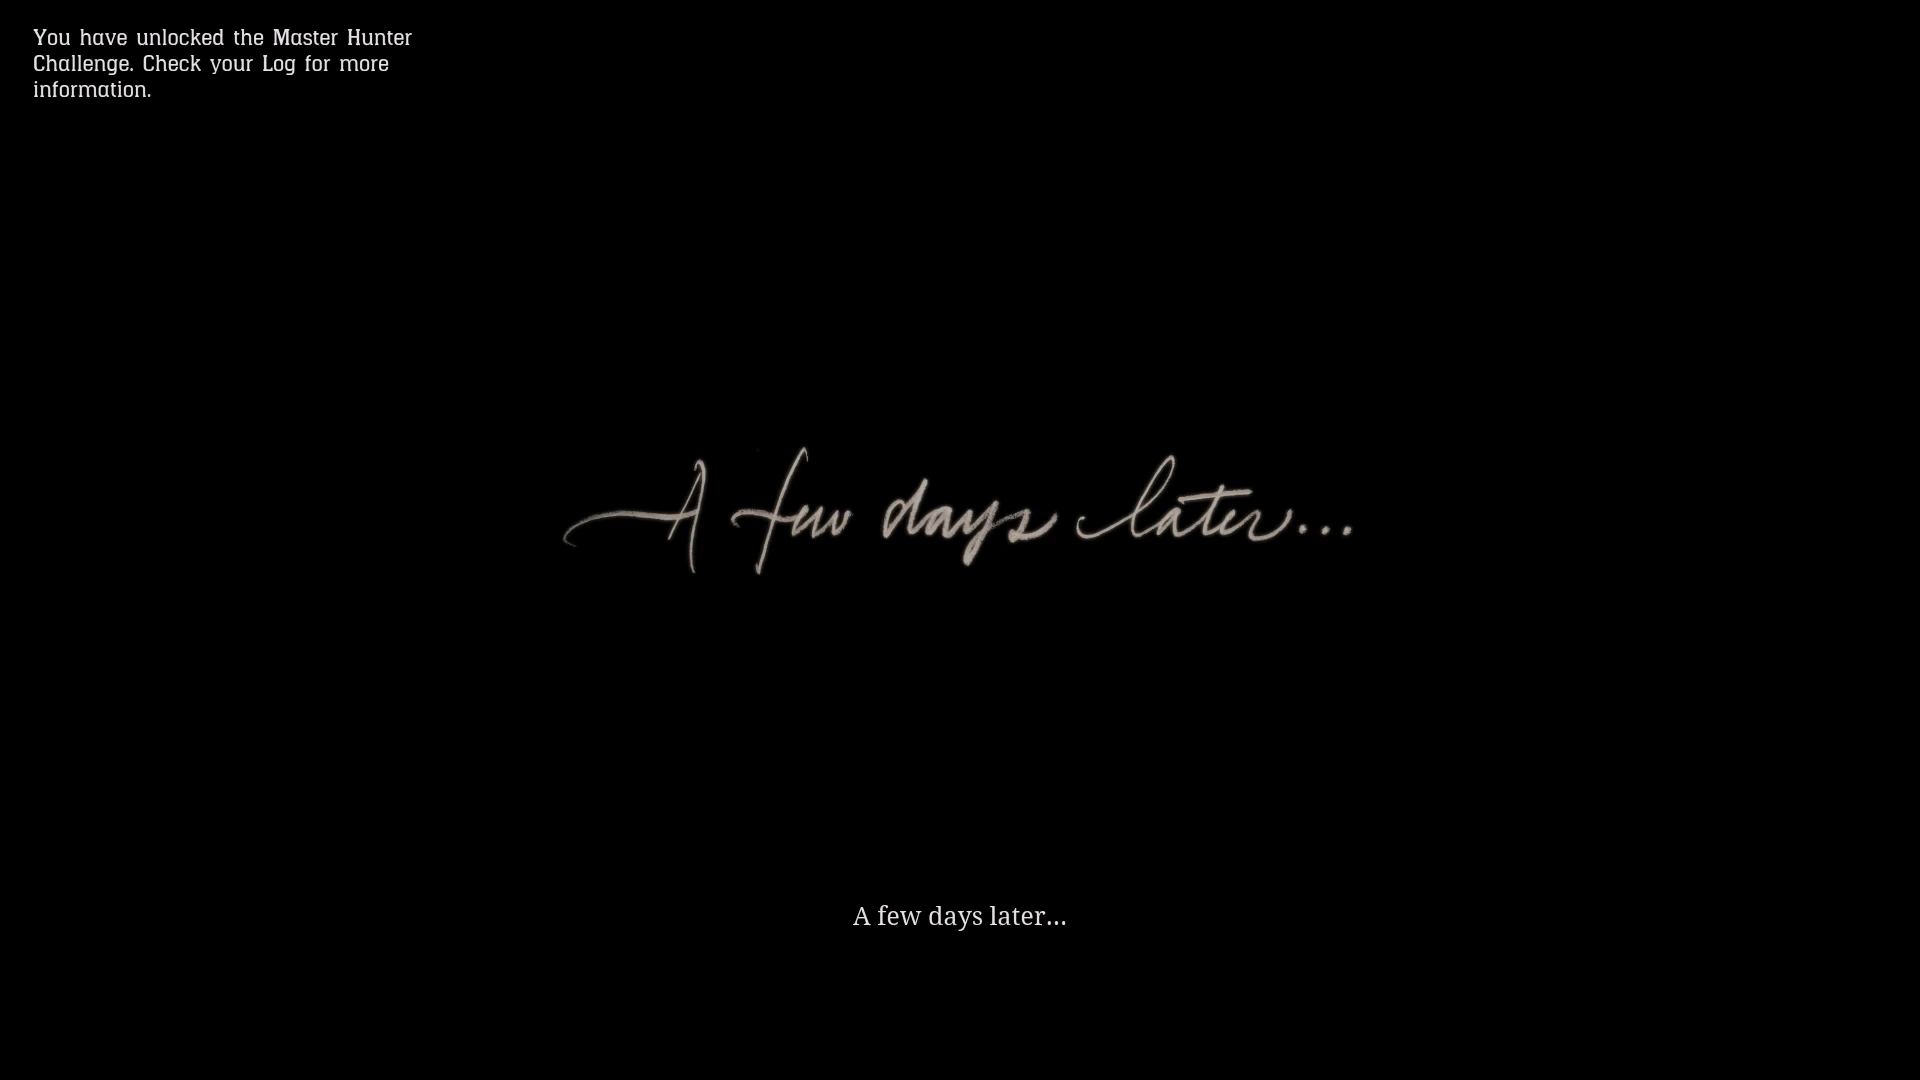 You have unlocked the Master Hunter
Challenge. Check your Log for more
information.
A few days later...
A few days later...